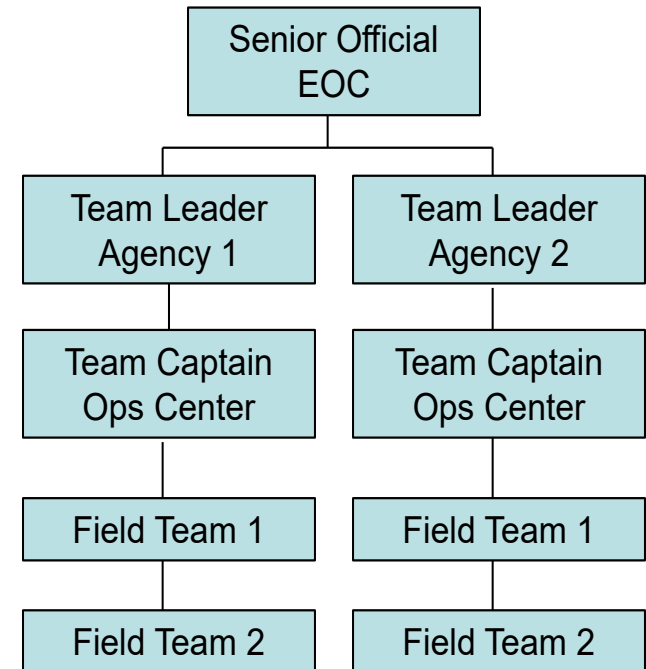 Senior Official
EOC
Team Leader
Agency 1
Team Leader
Agency 2
Team Captain
Ops Center
Team Captain
Ops Center
Field Team 1
Field Team 1
Field Team 2
Field Team 2